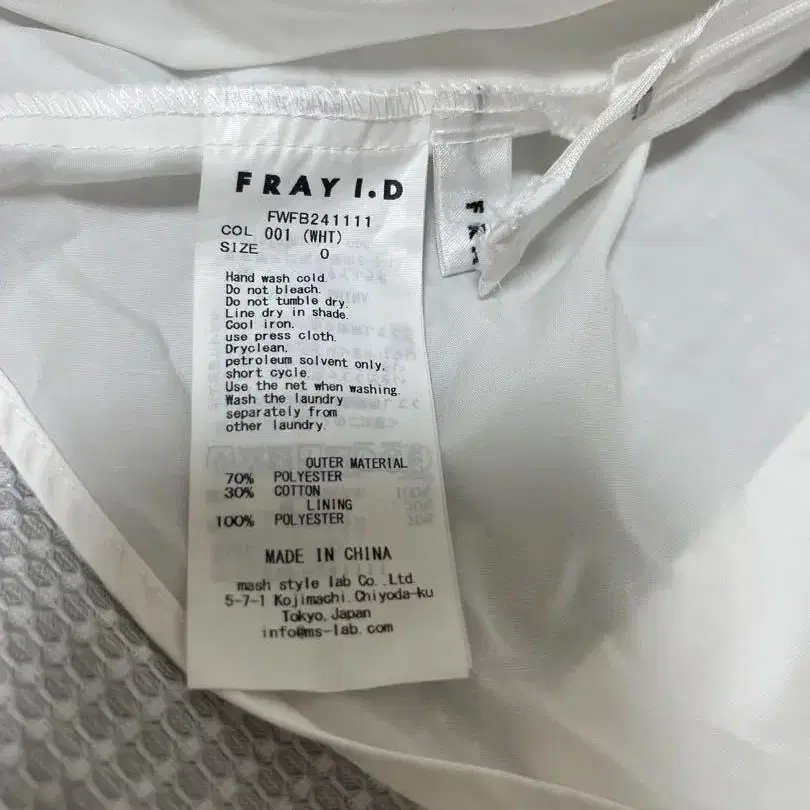 FRAY I.D
FWFB241111
COL 001 (WHT)
SIZE 0
Hand wash cold.
Do not bleach.
Do not tumble dry.
Line dry in shade.
Cool iron.
use press cloth.
Dryclean.
petroleum solvent only.
short cycle.
Use the net when washing.
Wash the laundry
separately from
other laundry.
OUTER MATERIAL
70% POLYESTER
30% COTTON
LINING
100% POLYESTER
MADE IN CHINA
mash style lab Co.,Ltd.
5-7-1 Kojimachi,Chiyoda-ku
Tokyo,Japan
info@ms-lab.com